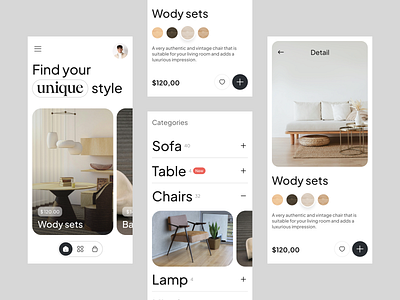 Find your
unique style
$120.00
Wody sets
Ba
Wody sets
A very authentic and vintage chair that is
suitable for your living room and adds a
luxurious impression.
$120,00
Categories
Sofa 40
Table 4 New
Chairs 22
Lamp 6
Detail
Wody sets
A very authentic and vintage chair that is
suitable for your living room and adds a
luxurious impression.
$120,00